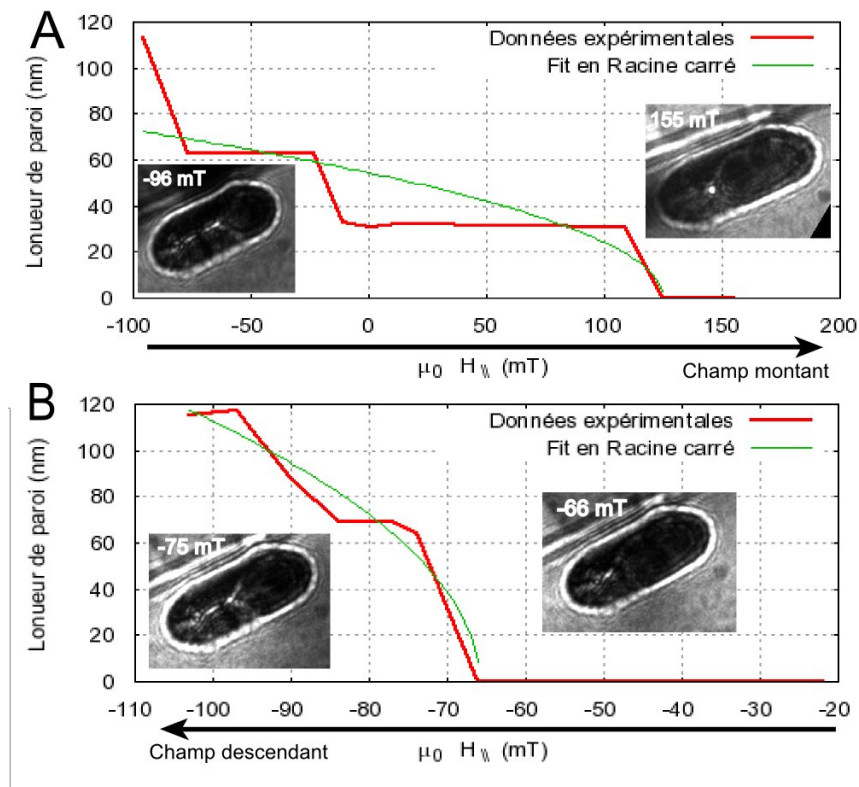 A
Données expérimentales
Fit en Racine carré
Lonueur de paroi (nm)
120
100
80
60
40
20
0
-96 mT
155 mT
-100 -50 0 50 100 150 200
μ0 H \\ (mT)
Champ montant
B
Données expérimentales
Fit en Racine carré
Lonueur de paroi (nm)
120
100
80
60
40
20
0
-75 mT
-66 mT
-110 -100 -90 -80 -70 -60 -50 -40 -30 -20
Champ descendant
μ0 H \\ (mT)